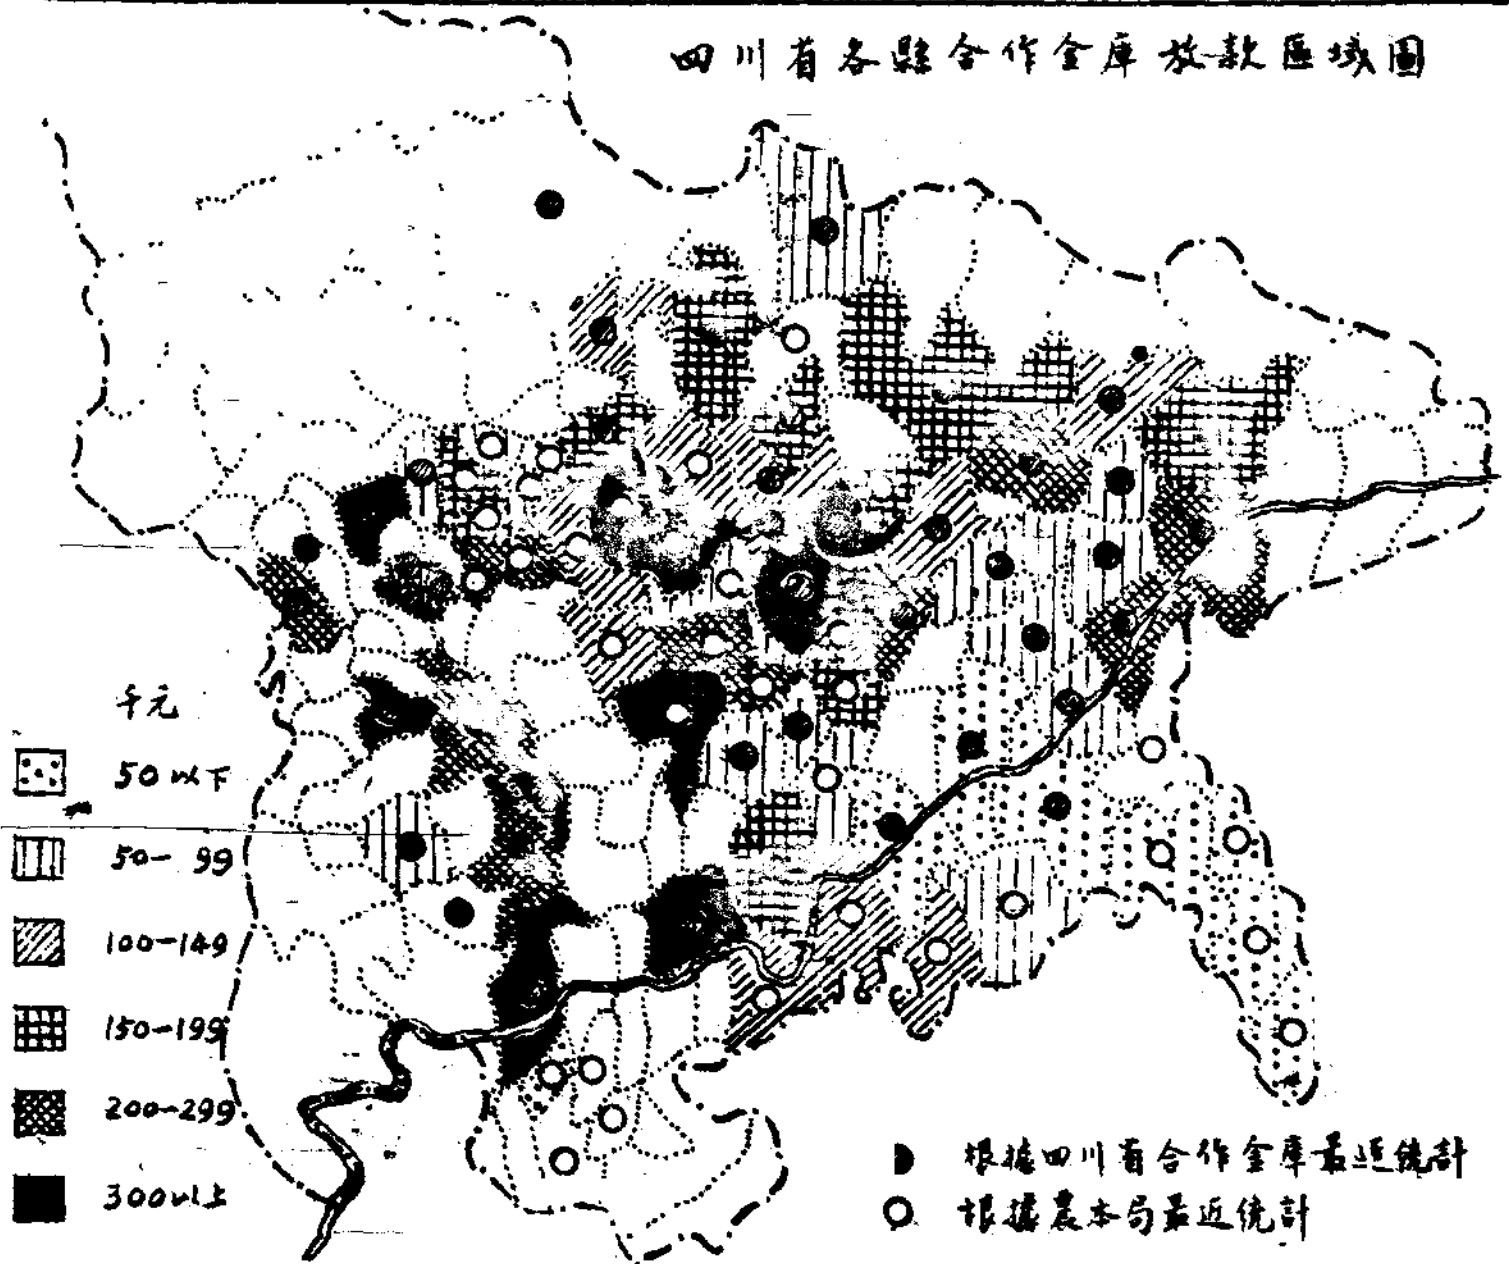 四川省各縣合作金庫放款區域圖
千元
50以下
50-99
100-149
150-199
200-299
300以上
根據四川省合作金庫最近統計
根據農本局最近統計